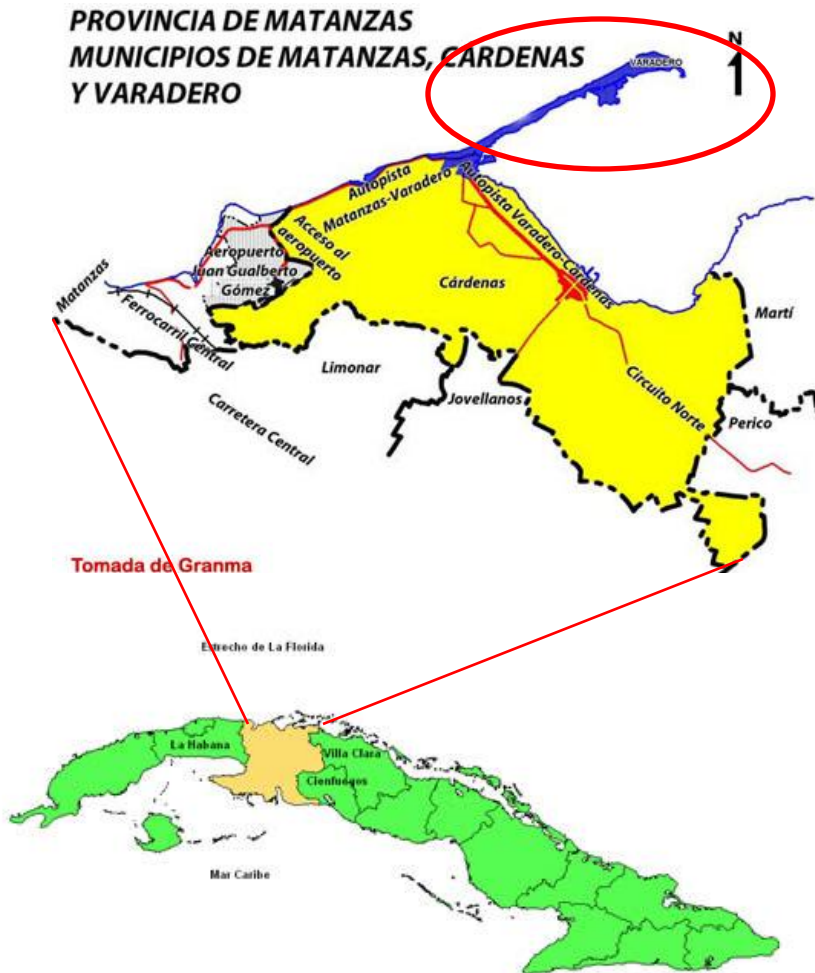 PROVINCIA DE MATANZAS
MUNICIPIOS DE MATANZAS, CARDENAS
Y VARADERO
N
VARADERO
Autopista
Matanzas-Varadero
Autopista Varadero-Cárdenas
Acceso al
aeropuerto
Aeropuerto
Juan Gualberto
Gómez
Matanzas
Ferrocarril Central
Cárdenas
Martí
Limonar
Jovellanos
Circuito Norte
Perico
Carretera Central
Tomada de Granma
Estrecho de La Florida
La Habana
Villa Clara
Cienfuegos
Mar Caribe